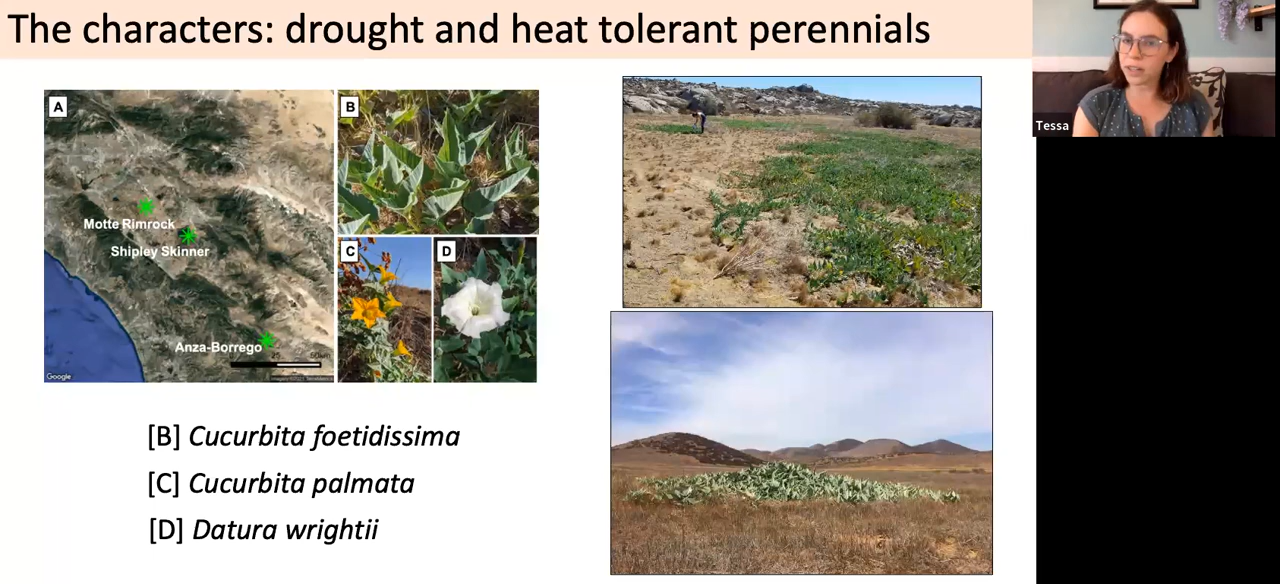 The characters: drought and heat tolerant perennials
Tessa
A
B
Motte Rimrock
Shipley Skinner
C
D
Anza-Borrego
25
Google
[B] Cucurbita foetidissima
[C] Cucurbita palmata
[D] Datura wrightii